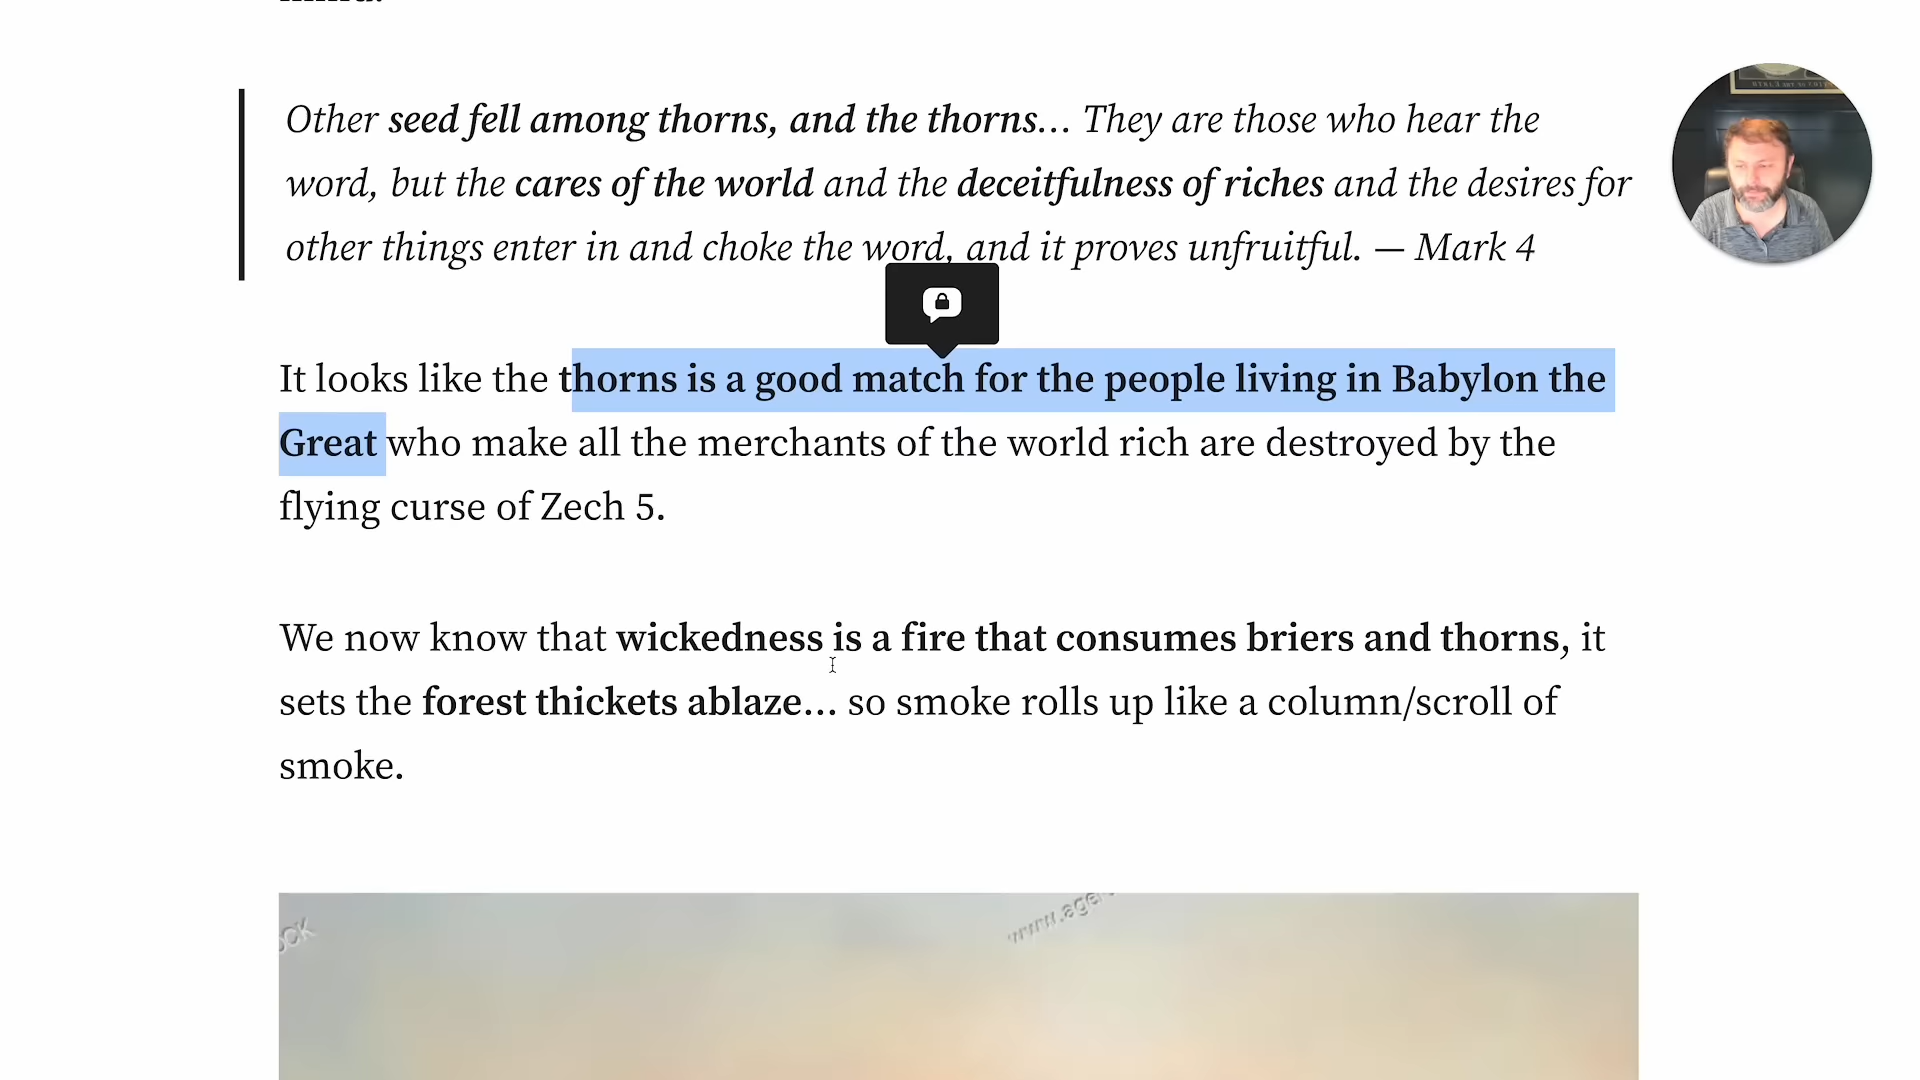 Other seed fell among thorns, and the thorns… They are those who hear the
word, but the cares of the world and the deceitfulness of riches and the desires for
other things enter in and choke the word, and it proves unfruitful. — Mark 4
It looks like the thorns is a good match for the people living in Babylon the
Great who make all the merchants of the world rich are destroyed by the
flying curse of Zech 5.
We now know that wickedness is a fire that consumes briers and thorns, it
sets the forest thickets ablaze… so smoke rolls up like a column/scroll of
smoke.